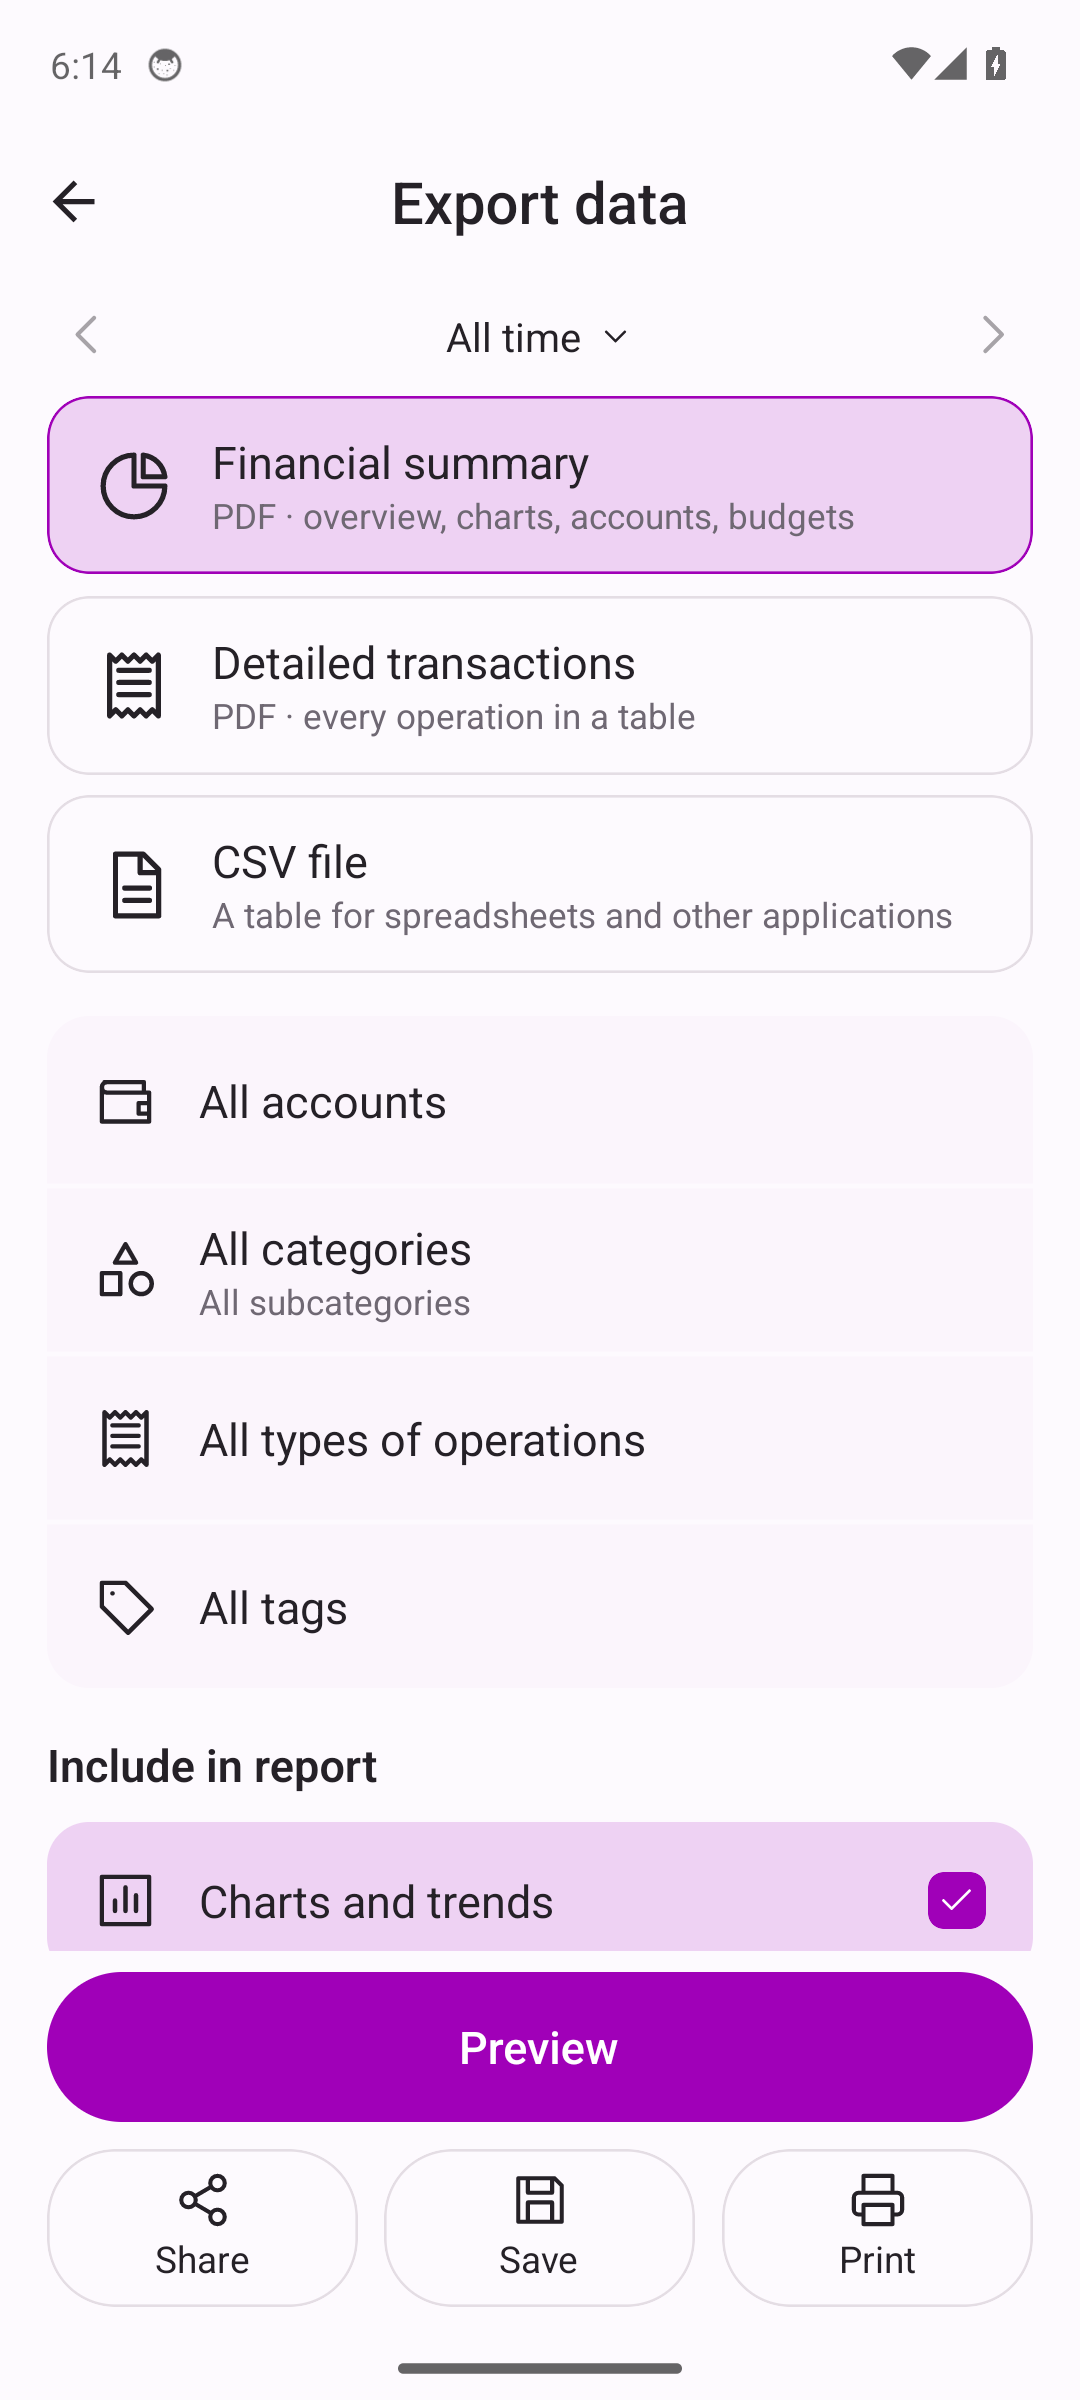 6:14
Export data
All time
Financial summary
PDF · overview, charts, accounts, budgets
Detailed transactions
PDF · every operation in a table
CSV file
A table for spreadsheets and other applications
All accounts
All categories
All subcategories
All types of operations
All tags
Include in report
Charts and trends
Preview
Share
Save
Print